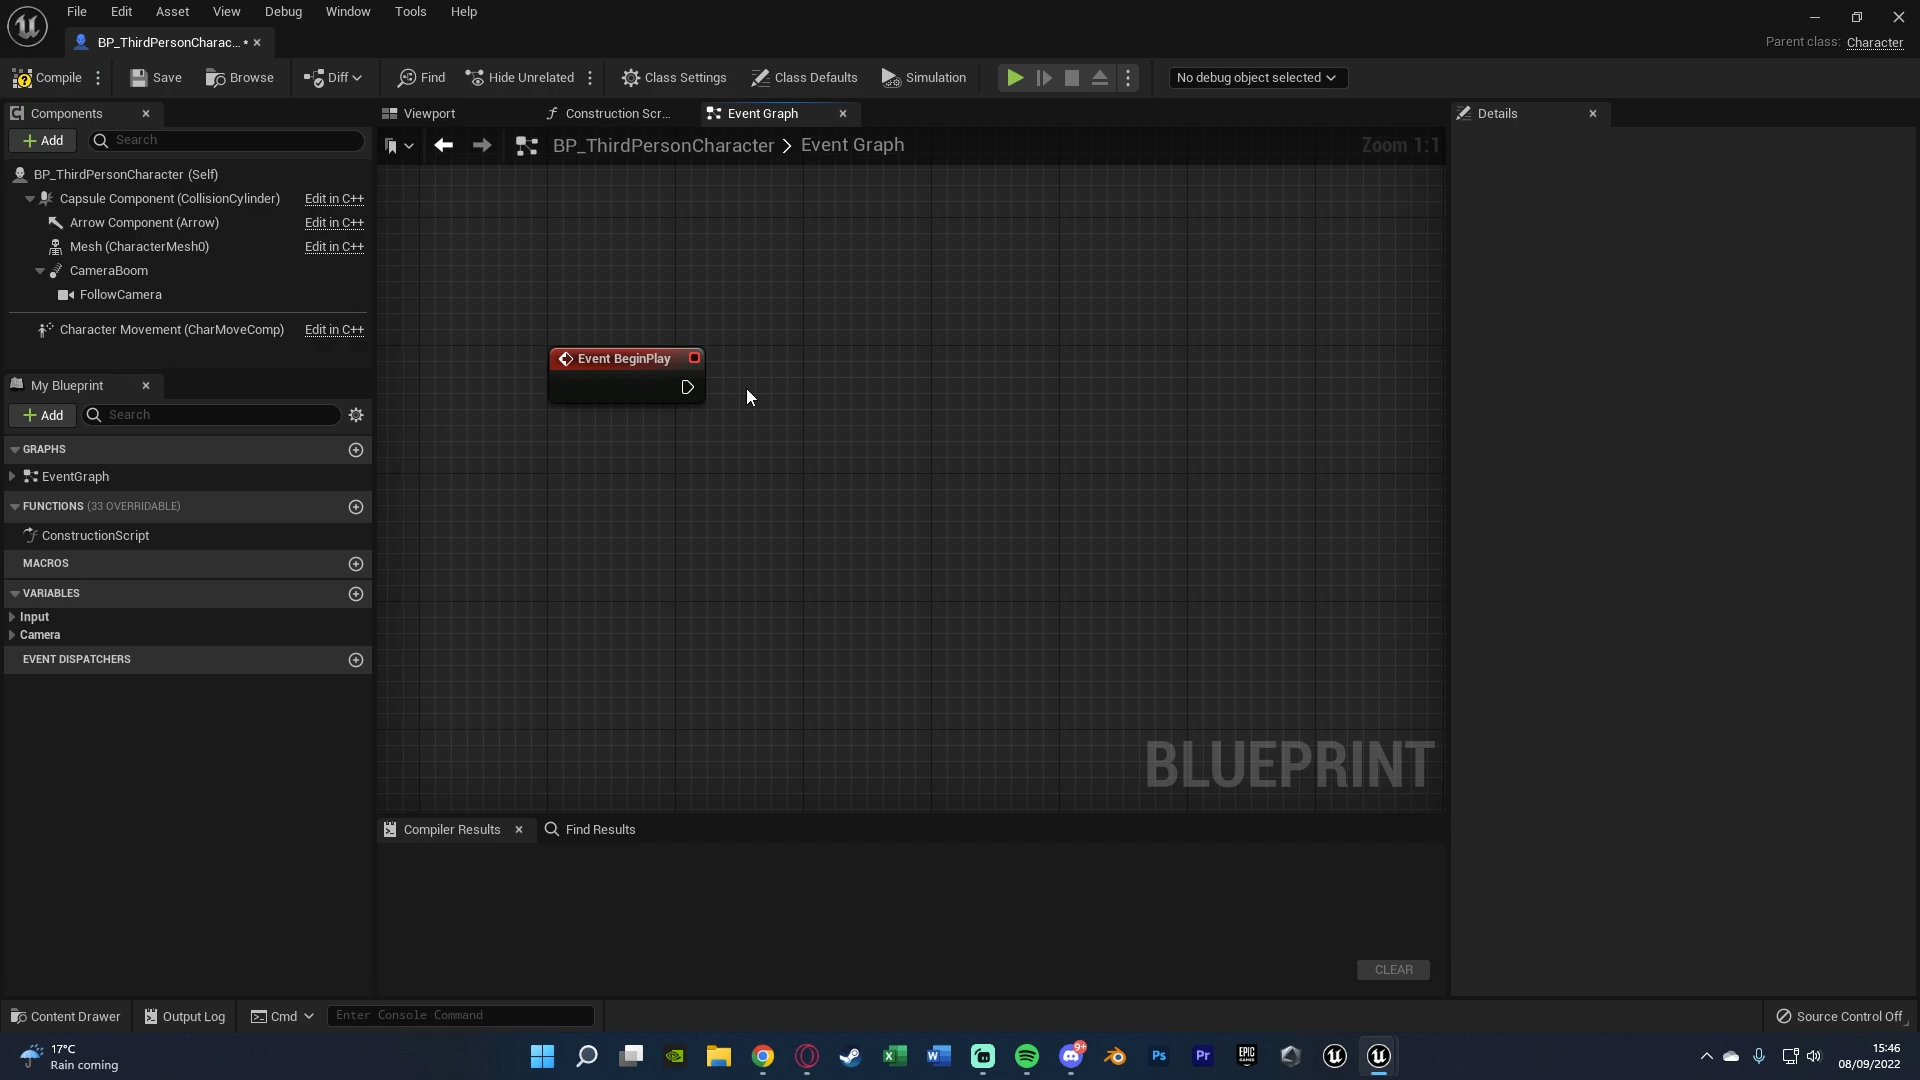 File Edit Asset View Debug Window Tools Help
BP_ThirdPersonCharac... •
Parent class: Character
Compile Save Browse Diff Find Hide Unrelated Class Settings Class Defaults Simulation No debug object selected
Components Viewport Construction Scr... Event Graph Details
Add Search
BP_ThirdPersonCharacter > Event Graph Zoom 1:1
BP_ThirdPersonCharacter (Self)
Capsule Component (CollisionCylinder) Edit in C++
Arrow Component (Arrow) Edit in C++
Mesh (CharacterMesh0) Edit in C++
CameraBoom
FollowCamera
Character Movement (CharMoveComp) Edit in C++
Event BeginPlay
My Blueprint
Add Search
GRAPHS
EventGraph
FUNCTIONS (33 OVERRIDABLE)
ConstructionScript
MACROS
VARIABLES
Input
Camera
EVENT DISPATCHERS
BLUEPRINT
Compiler Results Find Results
CLEAR
Content Drawer Output Log Cmd Enter Console Command Source Control Off
17°C
Rain coming
9+
Ps
Pr
EPIC
GAMES
15:46
08/09/2022